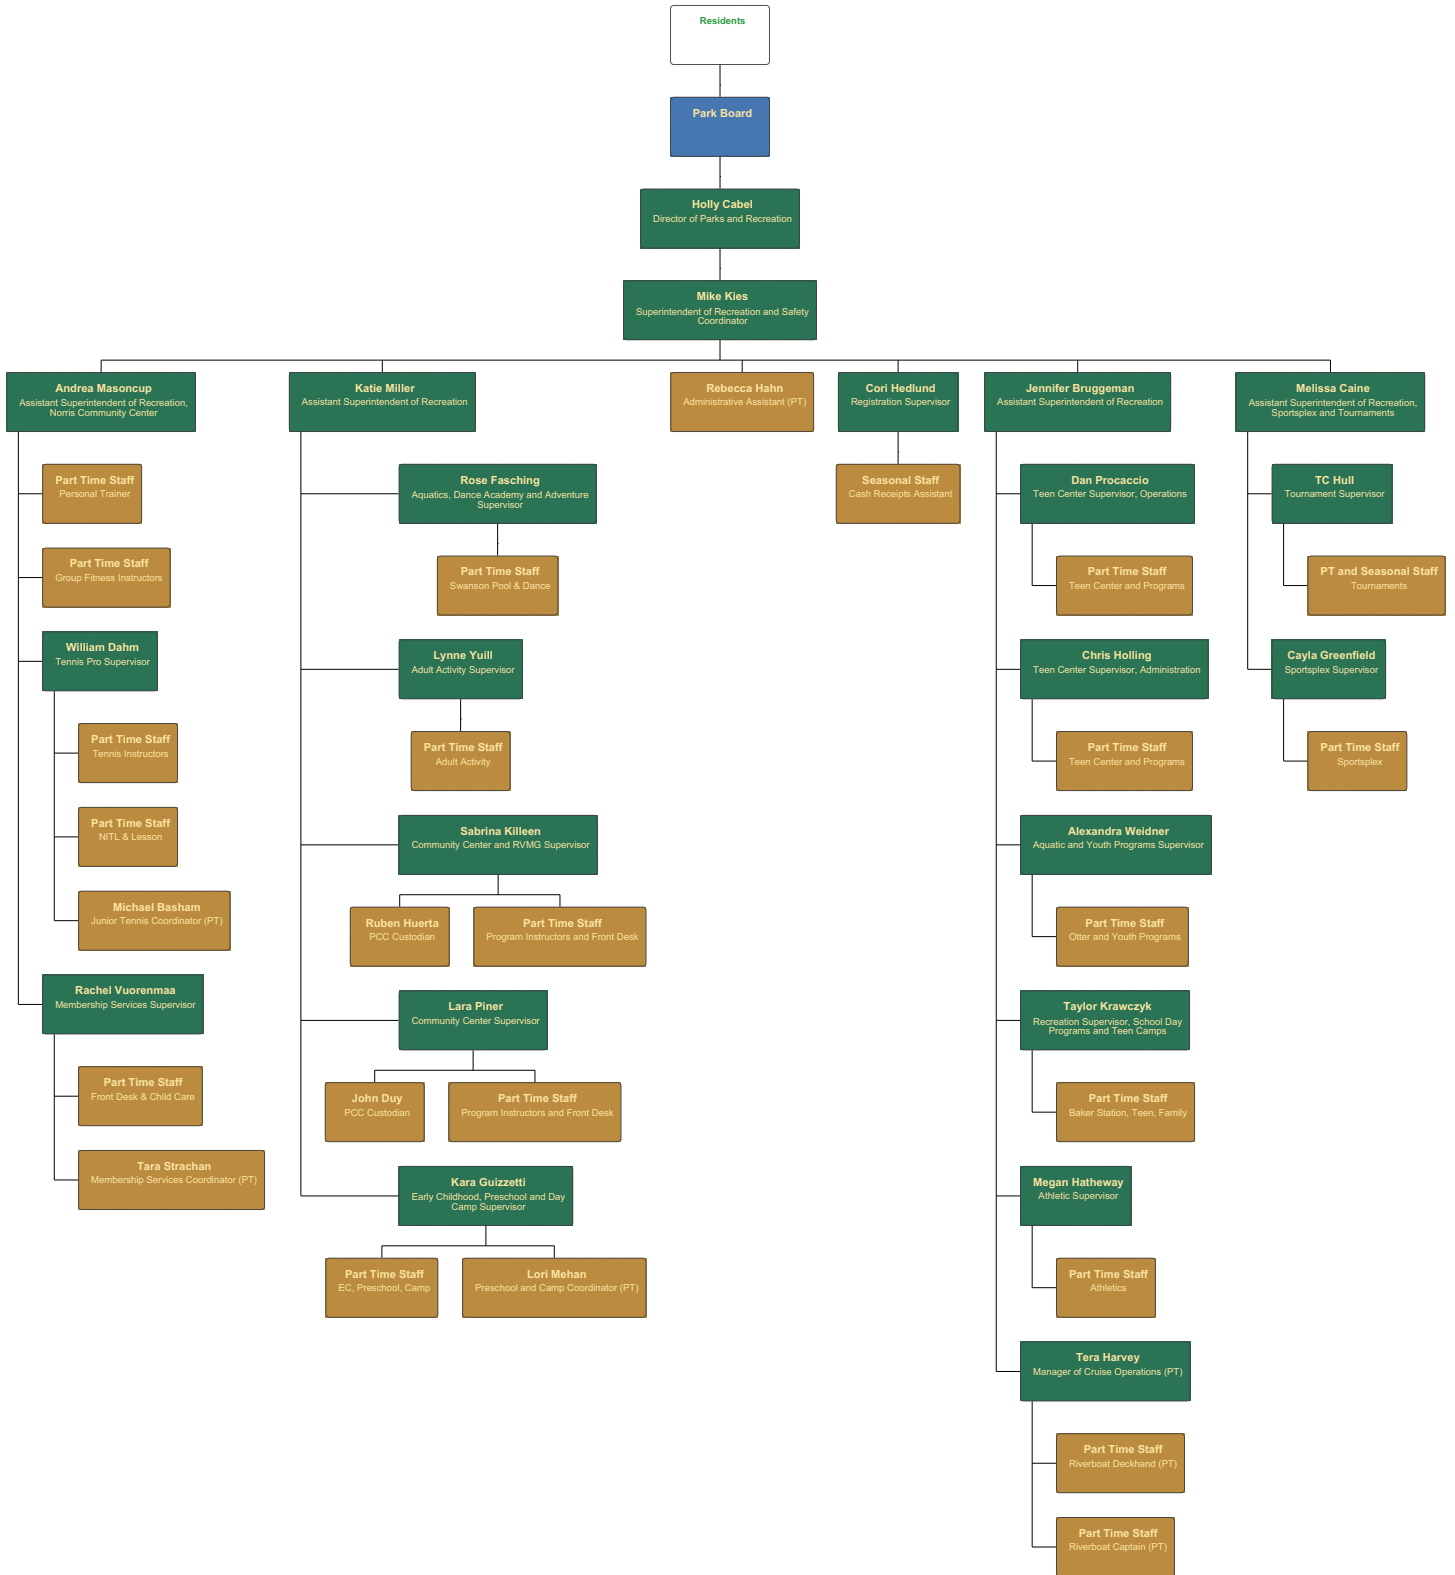 Residents
Park Board
Holly Cabel
Director of Parks and Recreation
Mike Kies
Superintendent of Recreation and Safety
Coordinator
Andrea Masoncup
Assistant Superintendent of Recreation,
Norris Community Center
Part Time Staff
Personal Trainer
Part Time Staff
Group Fitness Instructors
William Dahm
Tennis Pro Supervisor
Part Time Staff
Tennis Instructors
Part Time Staff
NITL & Lesson
Michael Basham
Junior Tennis Coordinator (PT)
Rachel Vuorenmaa
Membership Services Supervisor
Part Time Staff
Front Desk & Child Care
Tara Strachan
Membership Services Coordinator (PT)
Katie Miller
Assistant Superintendent of Recreation
Rose Fasching
Aquatics, Dance Academy and Adventure
Supervisor
Part Time Staff
Swanson Pool & Dance
Lynne Yuill
Adult Activity Supervisor
Part Time Staff
Adult Activity
Sabrina Killeen
Community Center and RVMG Supervisor
Ruben Huerta
PCC Custodian
Part Time Staff
Program Instructors and Front Desk
Lara Piner
Community Center Supervisor
John Duy
PCC Custodian
Part Time Staff
Program Instructors and Front Desk
Kara Guizzetti
Early Childhood, Preschool and Day
Camp Supervisor
Part Time Staff
EC, Preschool, Camp
Lori Mehan
Preschool and Camp Coordinator (PT)
Rebecca Hahn
Administrative Assistant (PT)
Cori Hedlund
Registration Supervisor
Seasonal Staff
Cash Receipts Assistant
Jennifer Bruggeman
Assistant Superintendent of Recreation
Dan Procaccio
Teen Center Supervisor, Operations
Part Time Staff
Teen Center and Programs
Chris Holling
Teen Center Supervisor, Administration
Part Time Staff
Teen Center and Programs
Alexandra Weidner
Aquatic and Youth Programs Supervisor
Part Time Staff
Otter and Youth Programs
Taylor Krawczyk
Recreation Supervisor, School Day
Programs and Teen Camps
Part Time Staff
Baker Station, Teen, Family
Megan Hatheway
Athletic Supervisor
Part Time Staff
Athletics
Tera Harvey
Manager of Cruise Operations (PT)
Part Time Staff
Riverboat Deckhand (PT)
Part Time Staff
Riverboat Captain (PT)
Melissa Caine
Assistant Superintendent of Recreation,
Sportsplex and Tournaments
TC Hull
Tournament Supervisor
PT and Seasonal Staff
Tournaments
Cayla Greenfield
Sportsplex Supervisor
Part Time Staff
Sportsplex